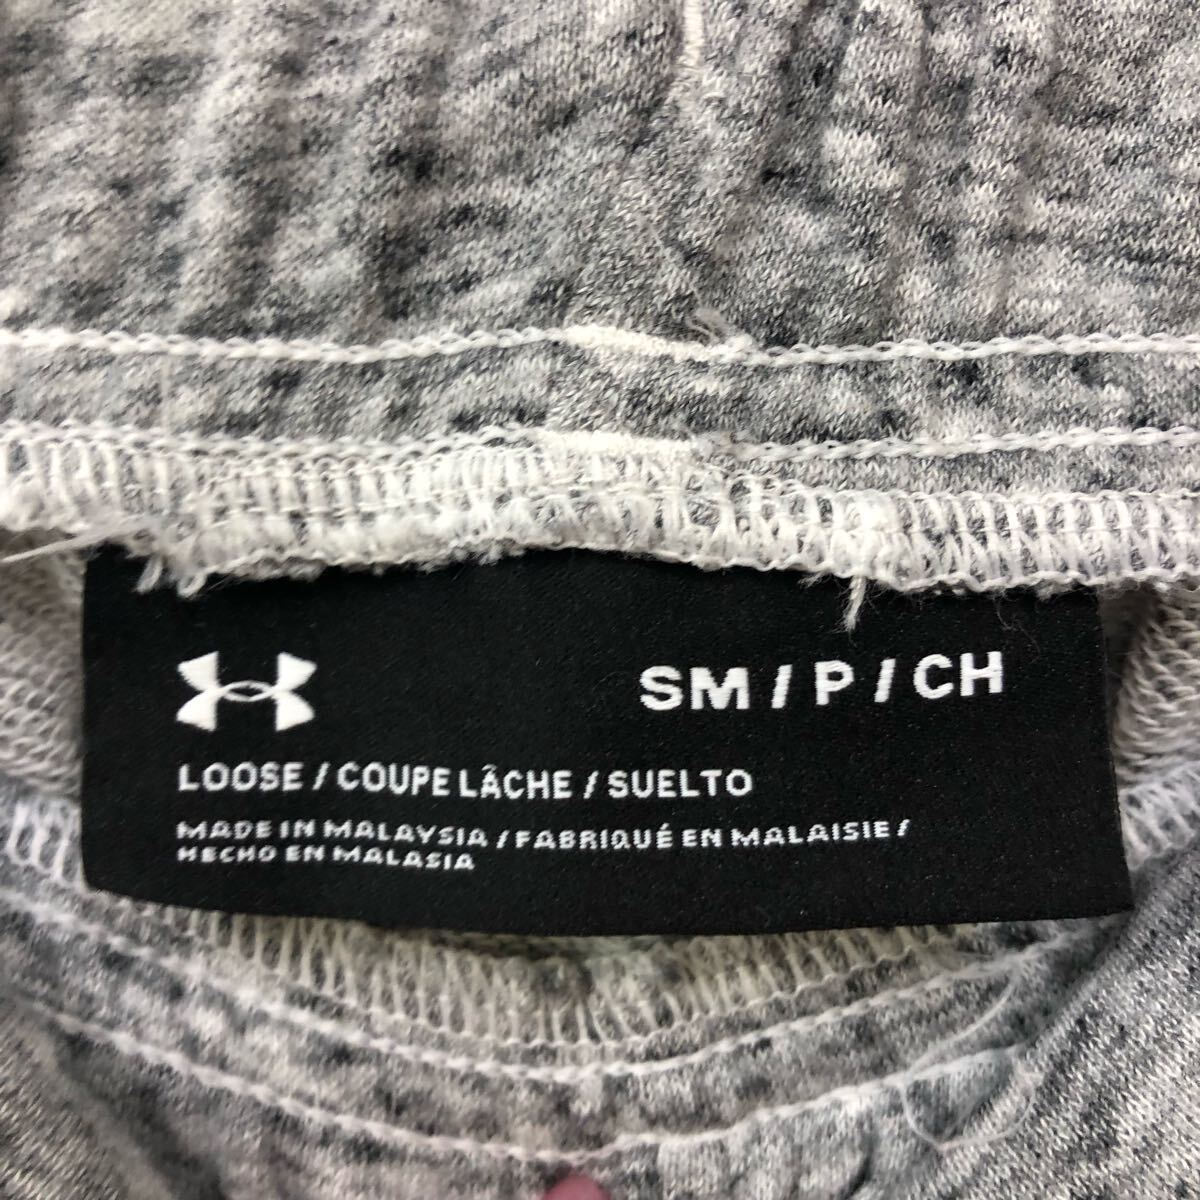 SM / P / CH
LOOSE / COUPE LÂCHE / SUELTO
MADE IN MALAYSIA / FABRIQUÉ EN MALAISIE /
HECHO EN MALASIA